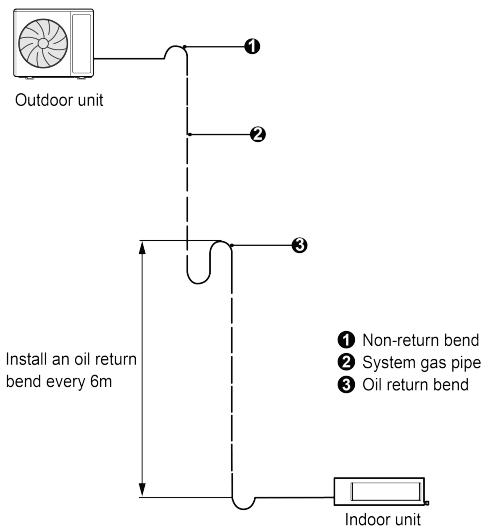 1
Outdoor unit
2
3
Install an oil return
bend every 6m
1 Non-return bend
2 System gas pipe
3 Oil return bend
Indoor unit